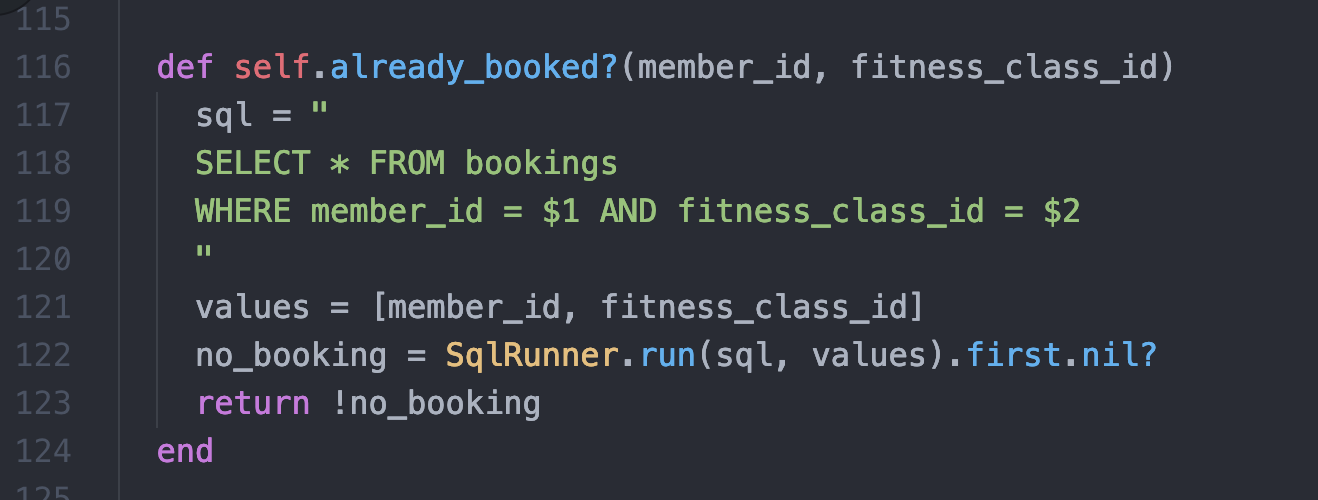 115
116 def self.already_booked?(member_id, fitness_class_id)
117 sql = "
118 SELECT * FROM bookings
119 WHERE member_id = $1 AND fitness_class_id = $2
120 "
121 values = [member_id, fitness_class_id]
122 no_booking = SqlRunner.run(sql, values).first.nil?
123 return !no_booking
124 end
125